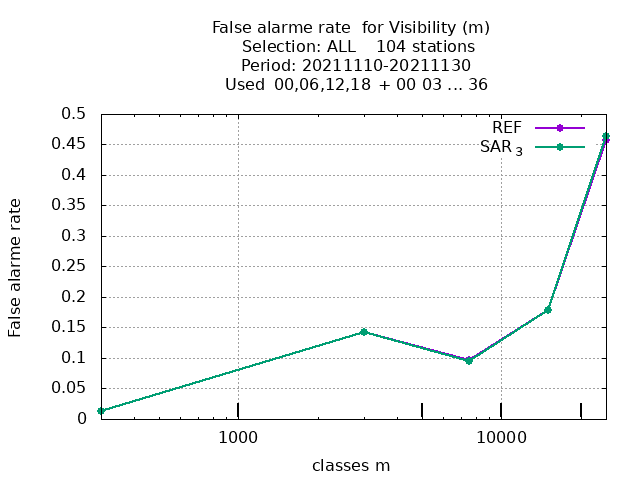 False alarme rate  for Visibility (m)
Selection: ALL    104 stations
Period: 20211110-20211130
Used  00,06,12,18  + 00 03 ... 36
REF
SAR 3
0.5
0.45
0.4
0.35
0.3
0.25
0.2
0.15
0.1
0.05
0
False alarme rate
1000
10000
classes m